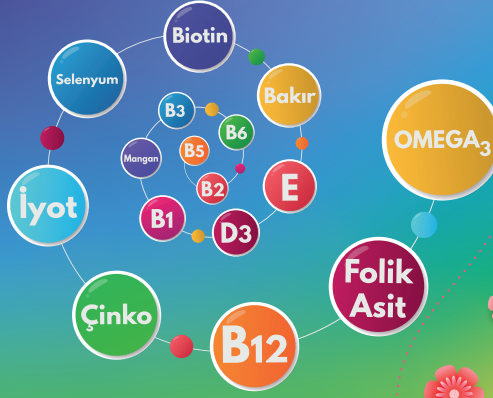 Biotin
Selenyum
Bakır
B3
B6
OMEGA3
B5
Mangan
B2
E
İyot
B1
D3
Folik
Asit
Çinko
B12